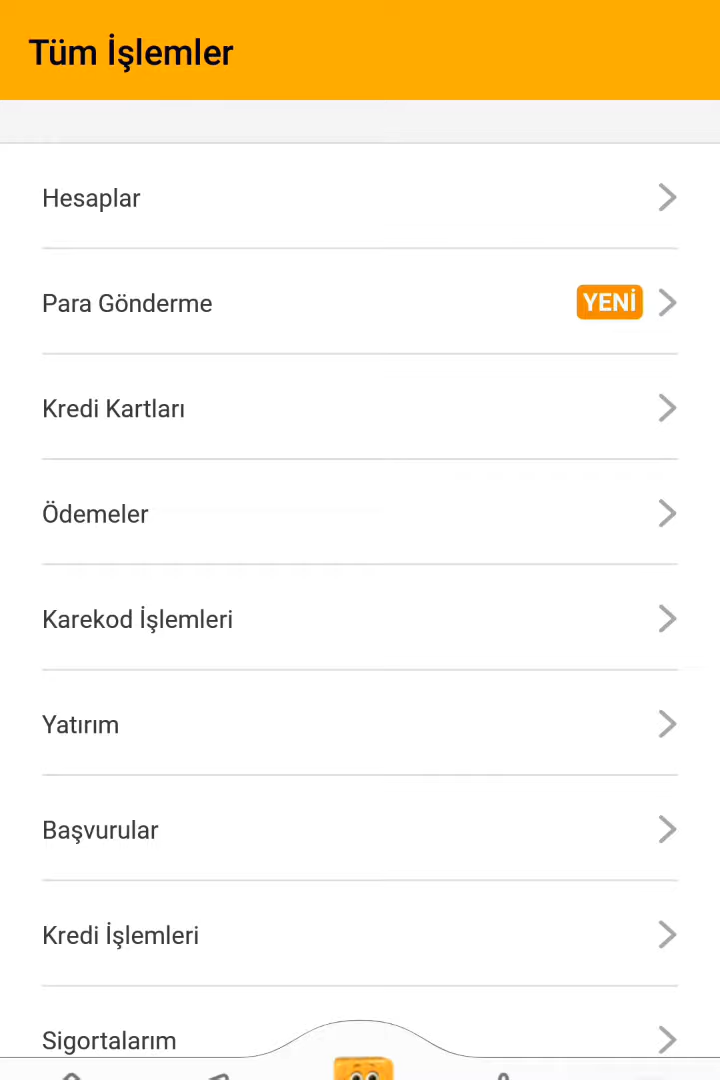 Tüm İşlemler
Hesaplar
Para Gönderme
YENİ
Kredi Kartları
Ödemeler
Karekod İşlemleri
Yatırım
Başvurular
Kredi İşlemleri
Sigortalarım